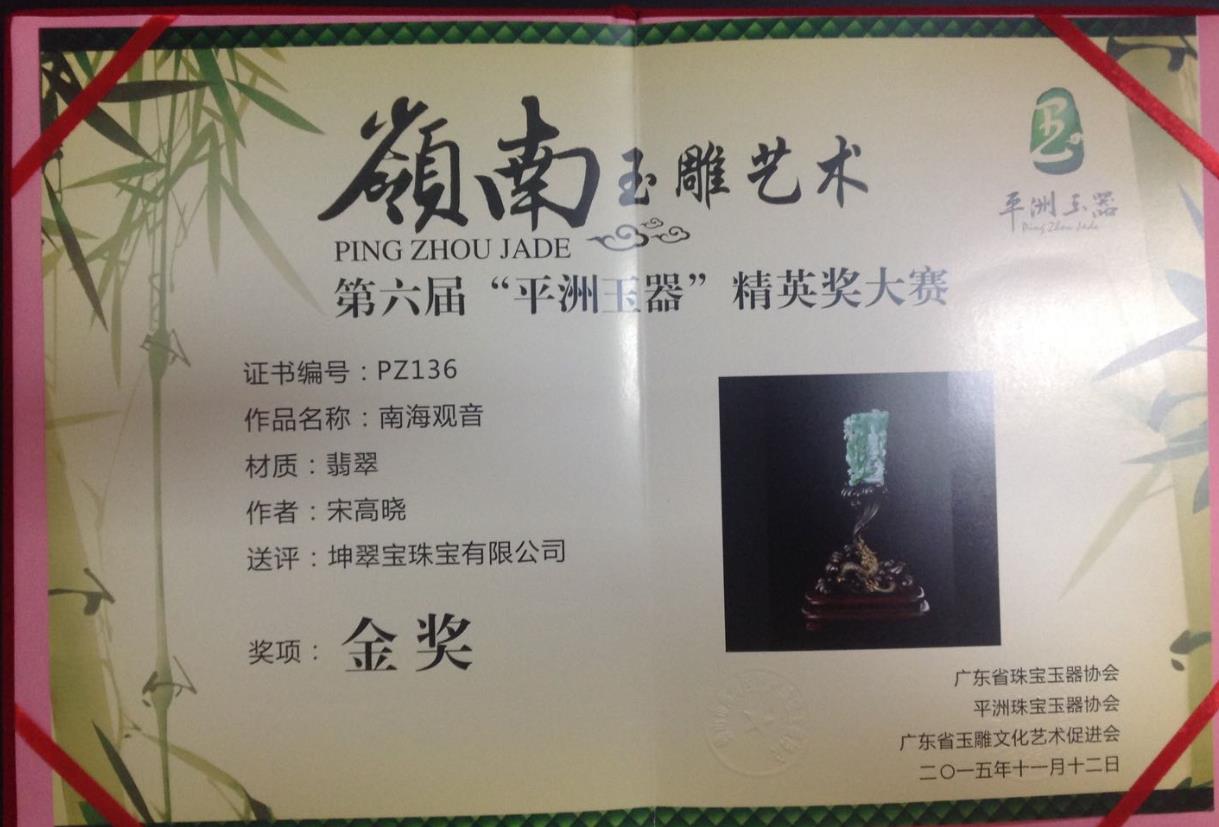 嶺南玉雕艺术
平洲玉器
Ping Zhou Jade
PING ZHOU JADE
第六届“平洲玉器”精英奖大赛
证书编号：PZ136
作品名称：南海观音
材质：翡翠
作者：宋高晓
送评：坤翠宝珠宝有限公司
奖项：金奖
广东省珠宝玉器协会
平洲珠宝玉器协会
广东省玉雕文化艺术促进会
二〇一五年十一月十二日